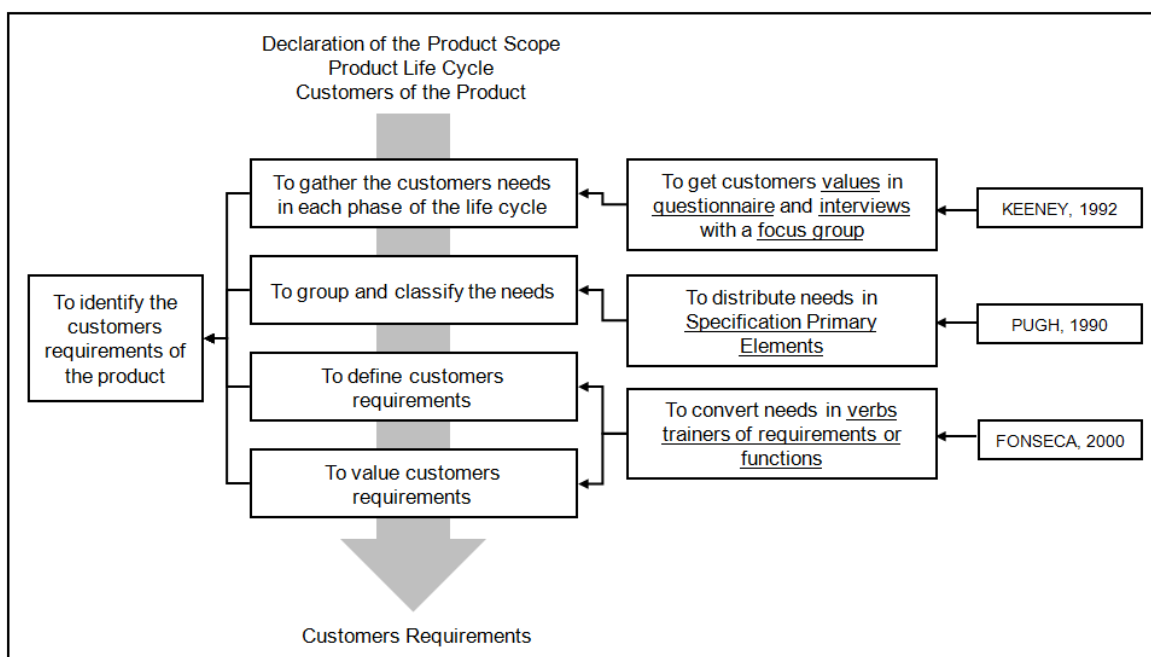 Declaration of the Product Scope
Product Life Cycle
Customers of the Product
To gather the customers needs
in each phase of the life cycle
To get customers values in
questionnaire and interviews
with a focus group
KEENEY, 1992
To group and classify the needs
To distribute needs in
Specification Primary
Elements
PUGH, 1990
To identify the
customers
requirements of
the product
To define customers
requirements
To convert needs in verbs
trainers of requirements or
functions
FONSECA, 2000
To value customers
requirements
Customers Requirements